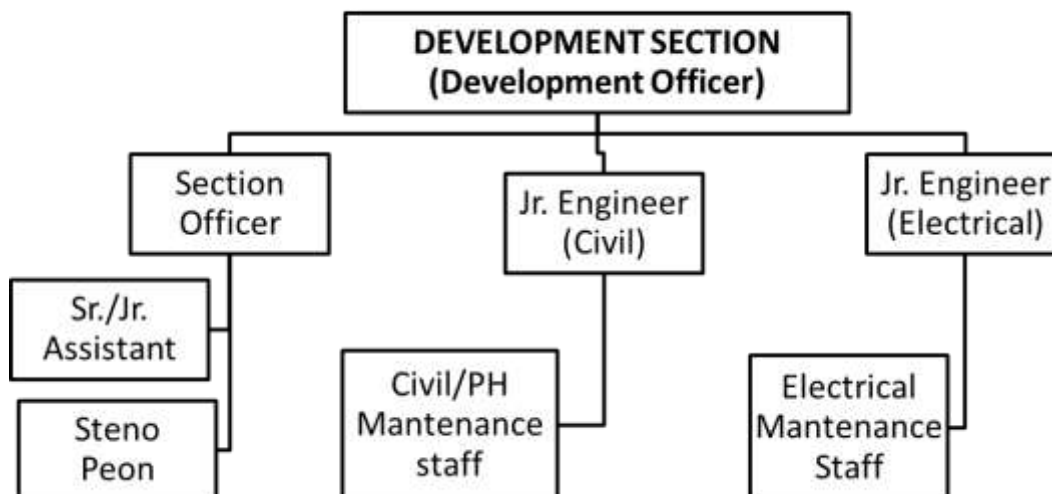 DEVELOPMENT SECTION
(Development Officer)
Section
Officer
Jr. Engineer
(Civil)
Jr. Engineer
(Electrical)
Sr./Jr.
Assistant
Civil/PH
Mantenance
staff
Electrical
Mantenance
Staff
Steno
Peon